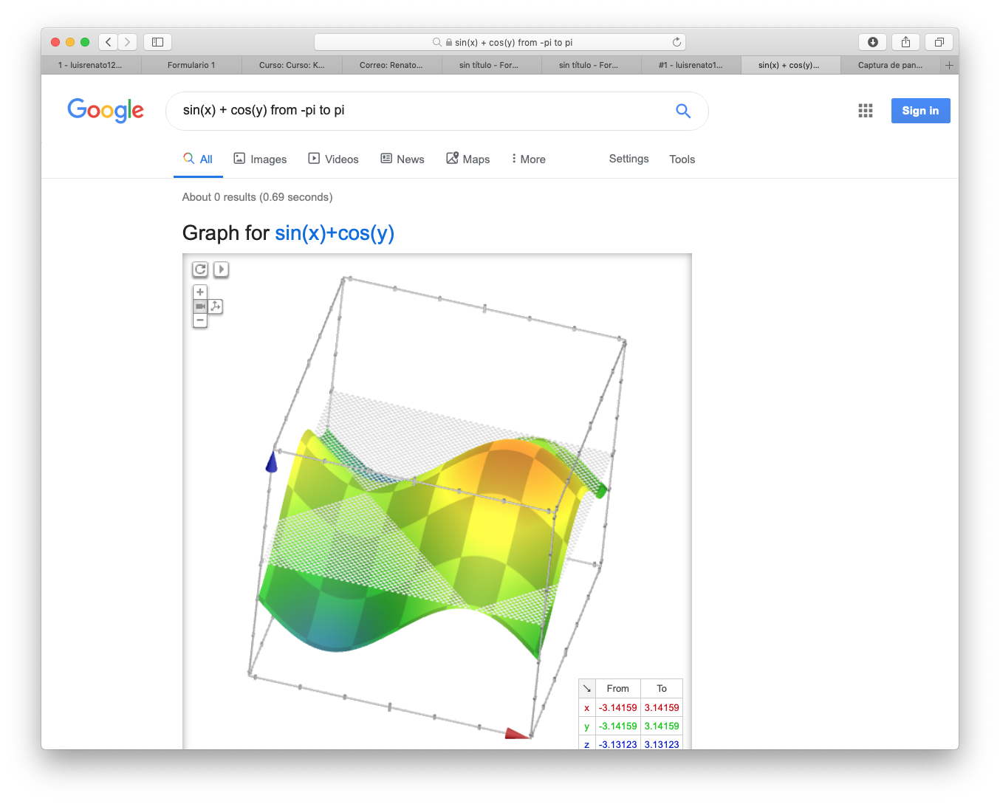 sin(x) + cos(y) from -pi to pi
1 - luisrenato12...
Formulario 1
Curso: Curso: K...
Correo: Renato...
sin título - For...
sin título - For...
#1 - luisrenato1...
sin(x) + cos(y)...
Captura de pan...
Google
sin(x) + cos(y) from -pi to pi
Sign in
All Images Videos News Maps More Settings Tools
About 0 results (0.69 seconds)
Graph for sin(x)+cos(y)
From To
x -3.14159 3.14159
y -3.14159 3.14159
z -3.13123 3.13123